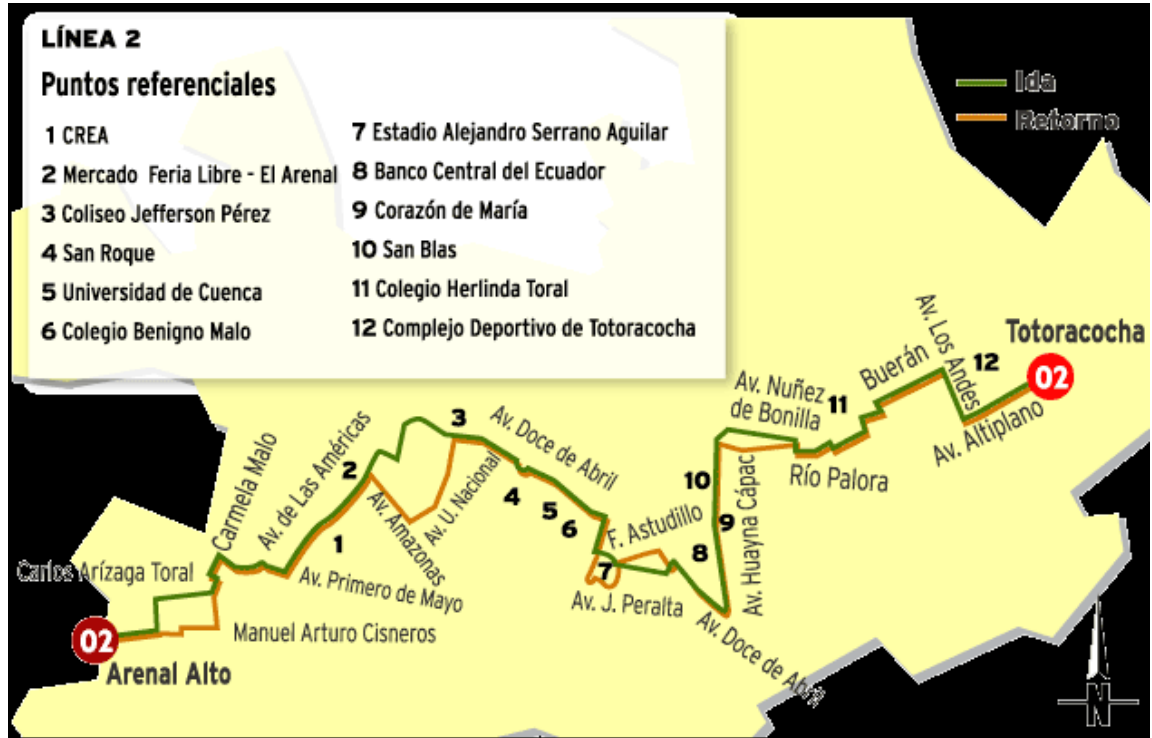 LÍNEA 2
Puntos referenciales
1 CREA
2 Mercado Feria Libre - El Arenal
3 Coliseo Jefferson Pérez
4 San Roque
5 Universidad de Cuenca
6 Colegio Benigno Malo
7 Estadio Alejandro Serrano Aguilar
8 Banco Central del Ecuador
9 Corazón de María
10 San Blas
11 Colegio Herlinda Toral
12 Complejo Deportivo de Totoracocha
Ida
Retorno
Totoracocha
02
12
Av. Los Andes
Av. Altiplano
Buerán
11
Av. Nuñez
de Bonilla
Río Palora
10
9
8
Av. Huayna Cápac
F. Astudillo
7
Av. J. Peralta
Av. Doce de Abril
3
Av. Doce de Abril
4
5
6
Av. U. Nacional
Av. Amazonas
2
1
Av. de Las Américas
Av. Primero de Mayo
Carmela Malo
Carlos Arízaga Toral
Manuel Arturo Cisneros
02
Arenal Alto
N